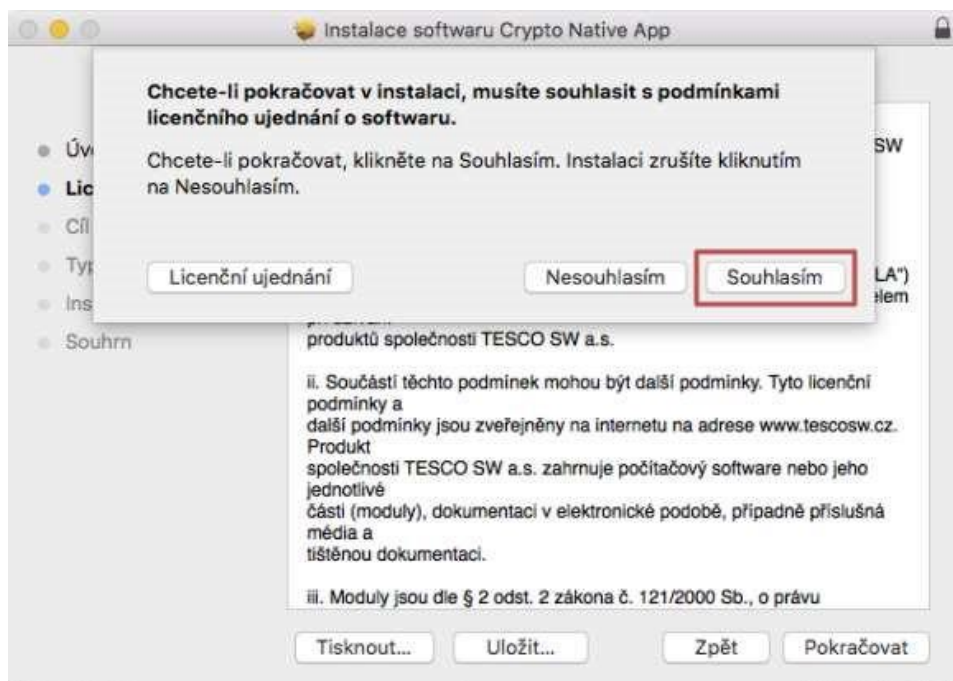 Instalace softwaru Crypto Native App
Chcete-li pokračovat v instalaci, musíte souhlasit s podmínkami
licenčního ujednání o softwaru.
Chcete-li pokračovat, klikněte na Souhlasím. Instalaci zrušíte kliknutím
na Nesouhlasím.
Licenční ujednání
Nesouhlasím
Souhlasím
Cíl
Souhrn
SW
LA")
produktů společnosti TESCO SW a.s.
ii. Součástí těchto podmínek mohou být další podmínky. Tyto licenční
podmínky a
další podmínky jsou zveřejněny na internetu na adrese www.tescosw.cz.
Produkt
společnosti TESCO SW a.s. zahrnuje počítačový software nebo jeho
jednotlivé
části (moduly), dokumentaci v elektronické podobě, případně příslušná
média a
tištěnou dokumentaci.
iii. Moduly jsou dle § 2 odst. 2 zákona č. 121/2000 Sb., o právu
Tisknout...
Uložit...
Zpět
Pokračovat